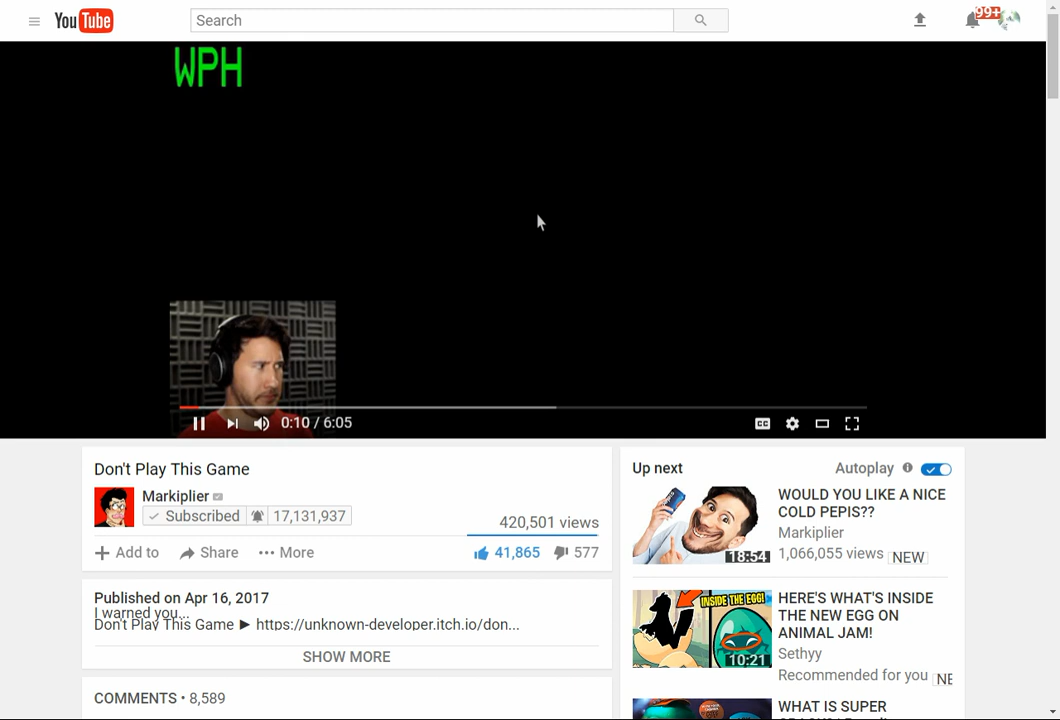 YouTube
Search
99+
WPH
0:10 / 6:05
CC
Don't Play This Game
Markiplier
Subscribed 17,131,937
420,501 views
Add to Share More 41,865 577
Published on Apr 16, 2017
I warned you...
Don't Play This Game ► https://unknown-developer.itch.io/don...
SHOW MORE
COMMENTS • 8,589
Up next Autoplay
WOULD YOU LIKE A NICE
COLD PEPIS??
Markiplier
1,066,055 views NEW
18:54
INSIDE THE EGG!
10:21
HERE'S WHAT'S INSIDE
THE NEW EGG ON
ANIMAL JAM!
Sethyy
Recommended for you NE
WHAT IS SUPER